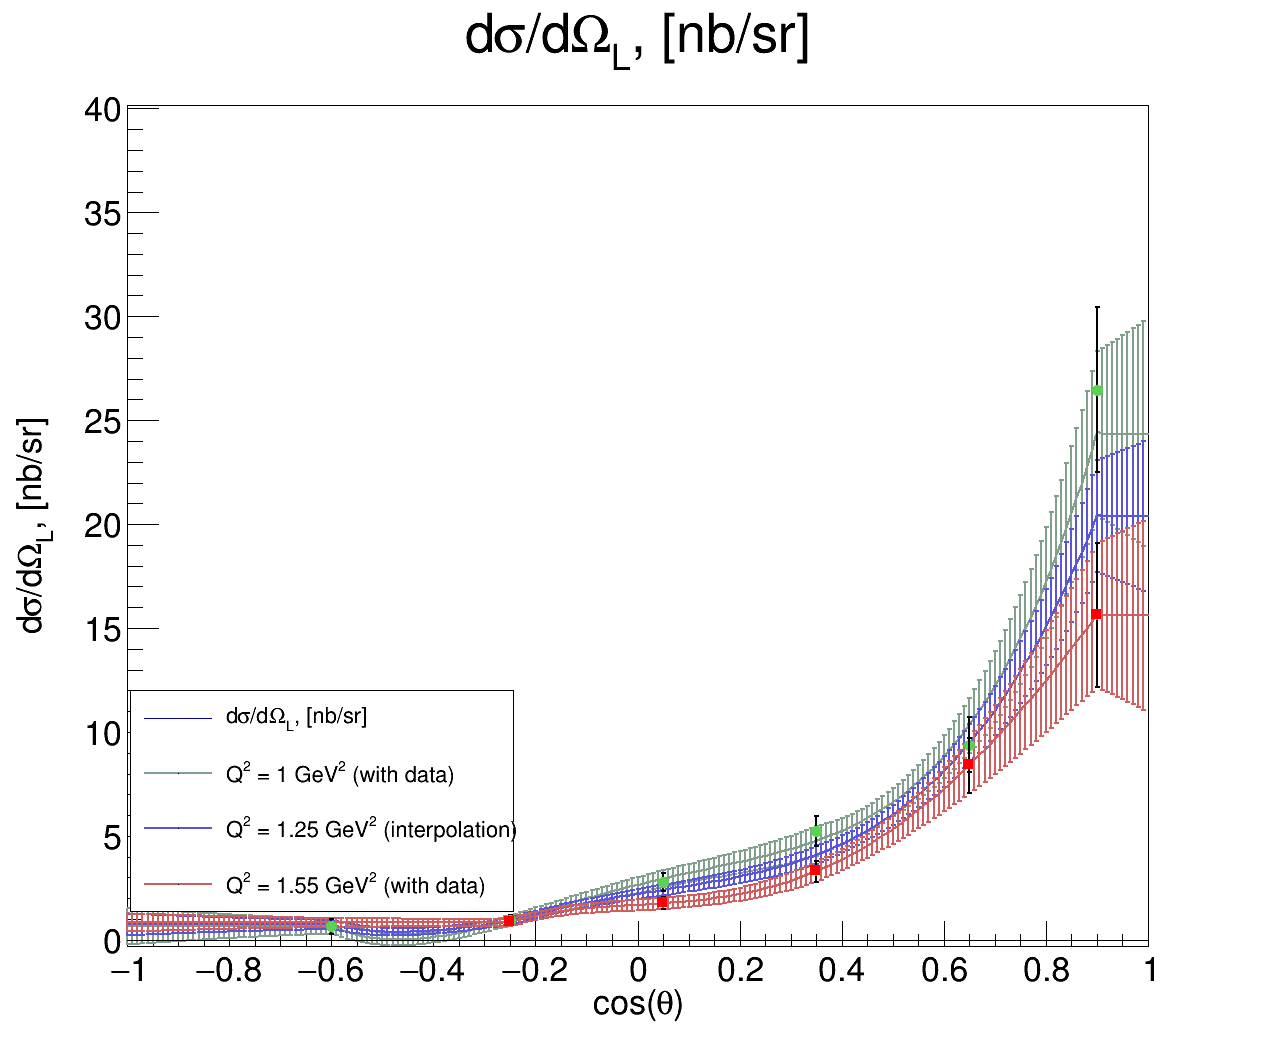 dσ/dΩL, [nb/sr]
dσ/dΩL, [nb/sr]
40
35
30
25
20
15
10
5
0
dσ/dΩL, [nb/sr]
Q2 = 1 GeV2 (with data)
Q2 = 1.25 GeV2 (interpolation)
Q2 = 1.55 GeV2 (with data)
−1 −0.8 −0.6 −0.4 −0.2 0 0.2 0.4 0.6 0.8 1
cos(θ)